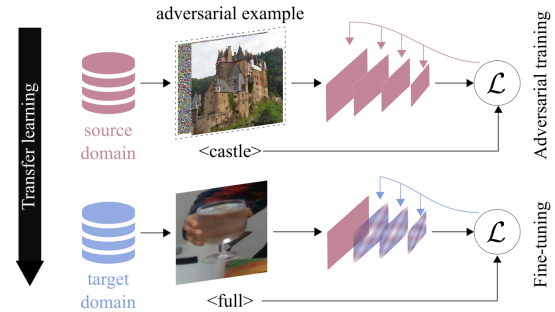 adversarial example
source
domain
<castle>
ℒ
Adversarial training
Transfer learning
target
domain
<full>
ℒ
Fine-tuning